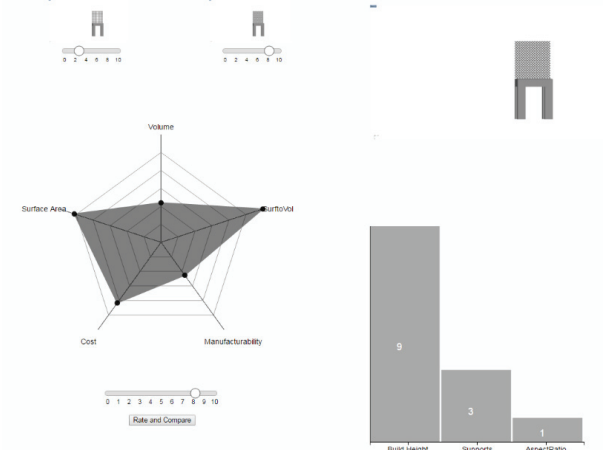 0 2 4 6 8 10
0 2 4 6 8 10
Volume
Surface Area
SurftoVol
Cost
Manufacturability
0 1 2 3 4 5 6 7 8 9 10
Rate and Compare
9
3
1
Build Height
Supports
AspectRatio